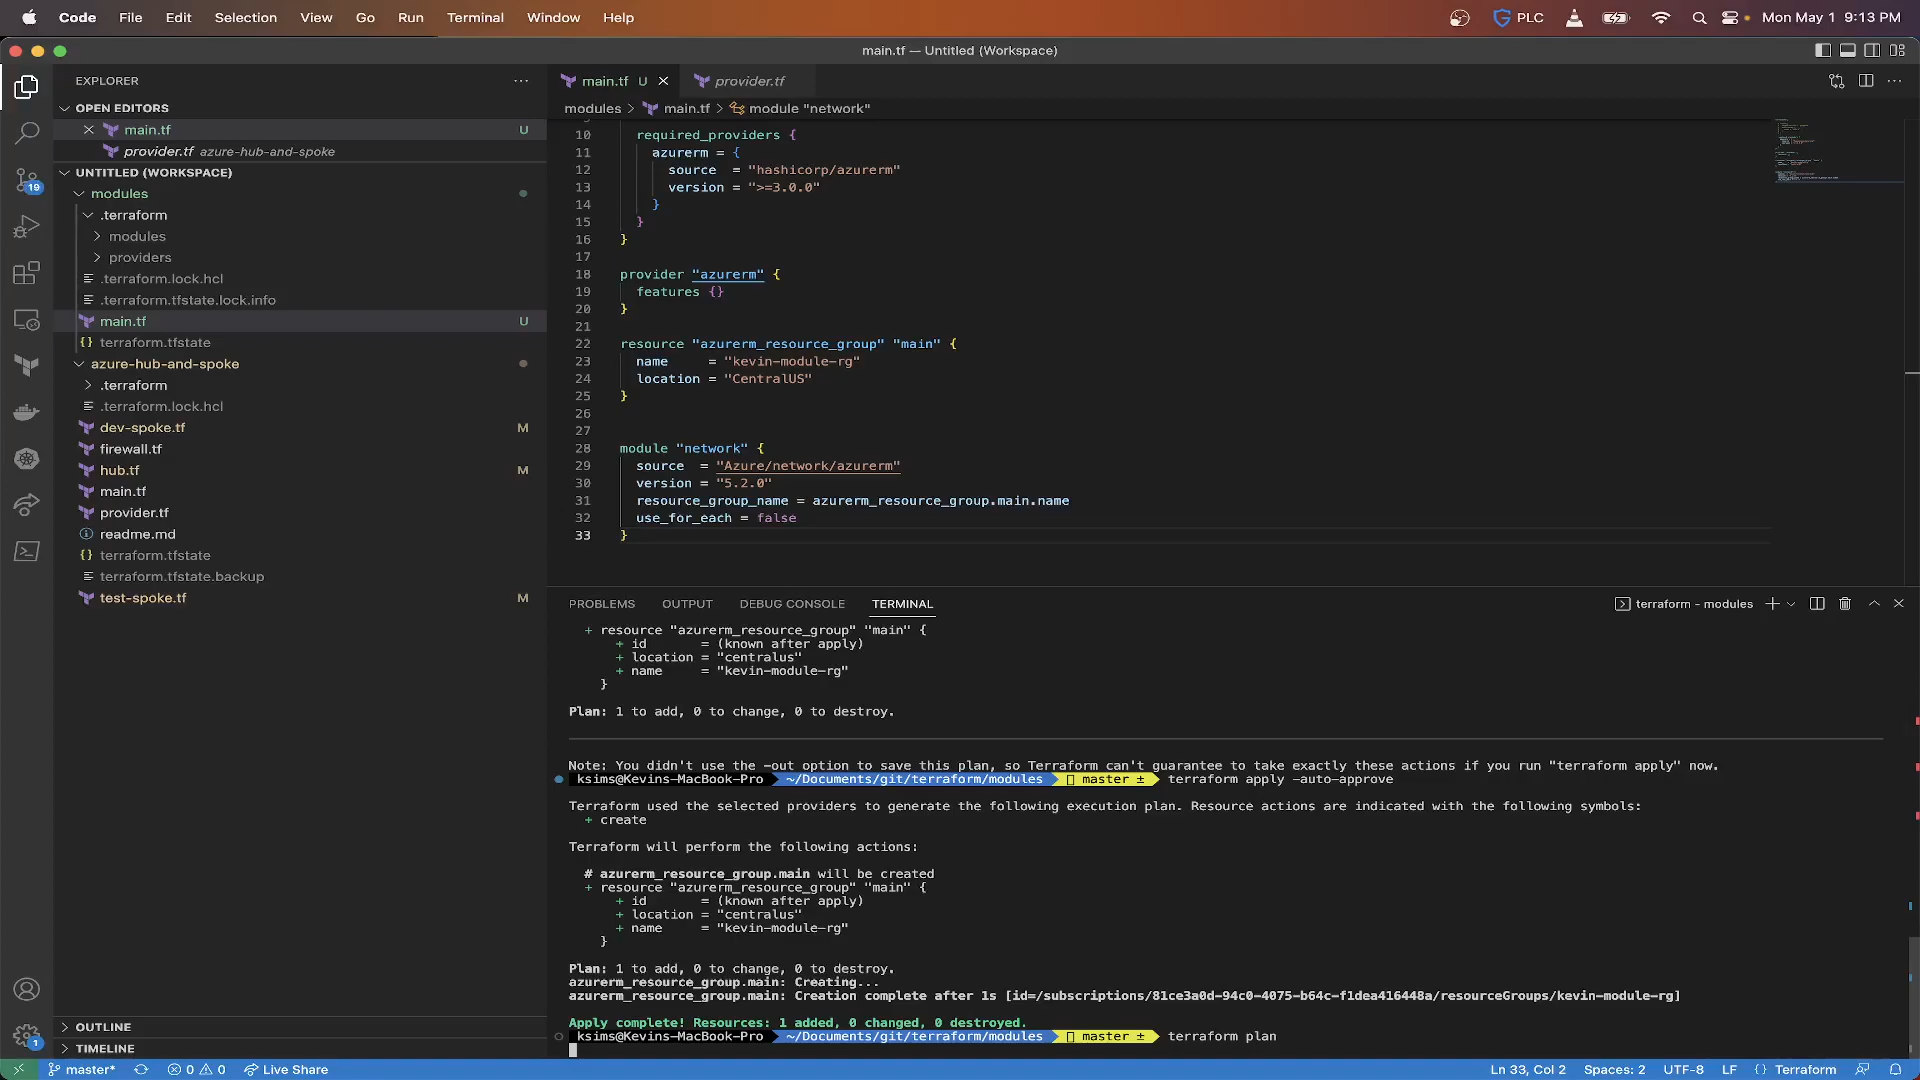 Code File Edit Selection View Go Run Terminal Window Help PLC Mon May 1 9:13 PM
main.tf — Untitled (Workspace)
EXPLORER
OPEN EDITORS
main.tf U
provider.tf azure-hub-and-spoke
UNTITLED (WORKSPACE)
modules
.terraform
modules
providers
.terraform.lock.hcl
.terraform.tfstate.lock.info
main.tf U
terraform.tfstate
azure-hub-and-spoke
.terraform
.terraform.lock.hcl
dev-spoke.tf M
firewall.tf
hub.tf M
main.tf
provider.tf
readme.md
terraform.tfstate
terraform.tfstate.backup
test-spoke.tf M
OUTLINE
TIMELINE
19
1
main.tf U provider.tf
modules > main.tf > module "network"
10 required_providers {
11 azurerm = {
12 source = "hashicorp/azurerm"
13 version = ">=3.0.0"
14 }
15 }
16 }
17
18 provider "azurerm" {
19 features {}
20 }
21
22 resource "azurerm_resource_group" "main" {
23 name = "kevin-module-rg"
24 location = "CentralUS"
25 }
26
27
28 module "network" {
29 source = "Azure/network/azurerm"
30 version = "5.2.0"
31 resource_group_name = azurerm_resource_group.main.name
32 use_for_each = false
33 }
PROBLEMS OUTPUT DEBUG CONSOLE TERMINAL terraform - modules
+ resource "azurerm_resource_group" "main" {
+ id = (known after apply)
+ location = "centralus"
+ name = "kevin-module-rg"
}
Plan: 1 to add, 0 to change, 0 to destroy.
Note: You didn't use the -out option to save this plan, so Terraform can't guarantee to take exactly these actions if you run "terraform apply" now.
ksims@Kevins-MacBook-Pro ~/Documents/git/terraform/modules master ± terraform apply -auto-approve
Terraform used the selected providers to generate the following execution plan. Resource actions are indicated with the following symbols:
+ create
Terraform will perform the following actions:
# azurerm_resource_group.main will be created
+ resource "azurerm_resource_group" "main" {
+ id = (known after apply)
+ location = "centralus"
+ name = "kevin-module-rg"
}
Plan: 1 to add, 0 to change, 0 to destroy.
azurerm_resource_group.main: Creating...
azurerm_resource_group.main: Creation complete after 1s [id=/subscriptions/81ce3a0d-94c0-4075-b64c-f1dea416448a/resourceGroups/kevin-module-rg]
Apply complete! Resources: 1 added, 0 changed, 0 destroyed.
ksims@Kevins-MacBook-Pro ~/Documents/git/terraform/modules master ± terraform plan
master* 0 0 Live Share Ln 33, Col 2 Spaces: 2 UTF-8 LF {} Terraform